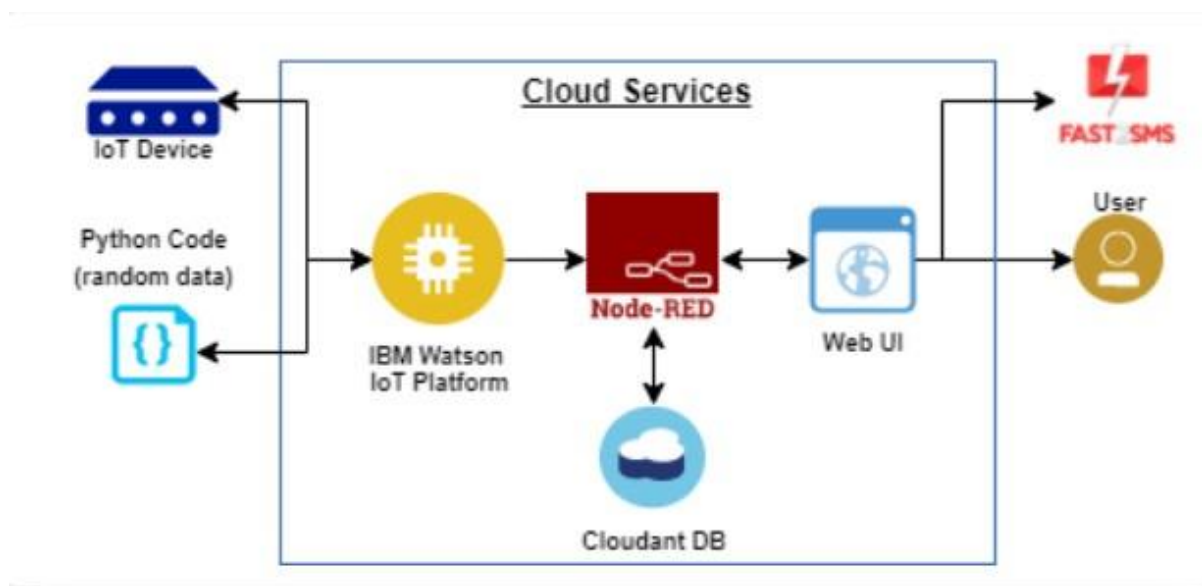 Cloud Services
IoT Device
Python Code
(random data)
IBM Watson
IoT Platform
Node-RED
Cloudant DB
Web UI
FAST2SMS
User